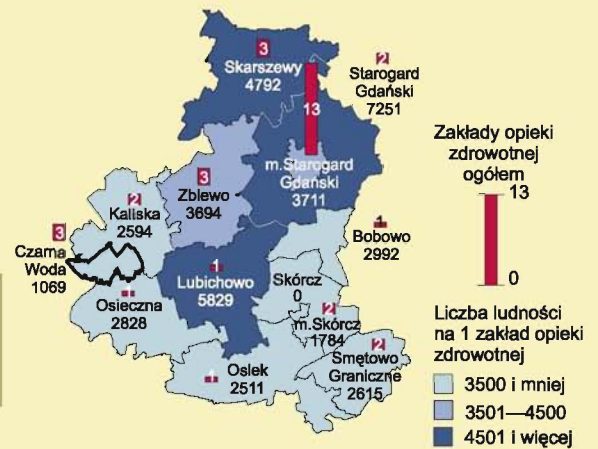 3
Skarszewy
4792
2
Starogard
Gdański
7251
13
m.Starogard
Gdański
3711
3
Zblewo
3694
2
Kaliska
2594
3
Czarna
Woda
1069
1
Bobowo
2992
1
Lubichowo
5829
Skórcz
0
1
Osieczna
2828
2
m.Skórcz
1784
2
Smętowo
Graniczne
2615
1
Osiek
2511
Zakłady opieki
zdrowotnej
ogółem
13
0
Liczba ludności
na 1 zakład opieki
zdrowotnej
3500 i mniej
3501—4500
4501 i więcej